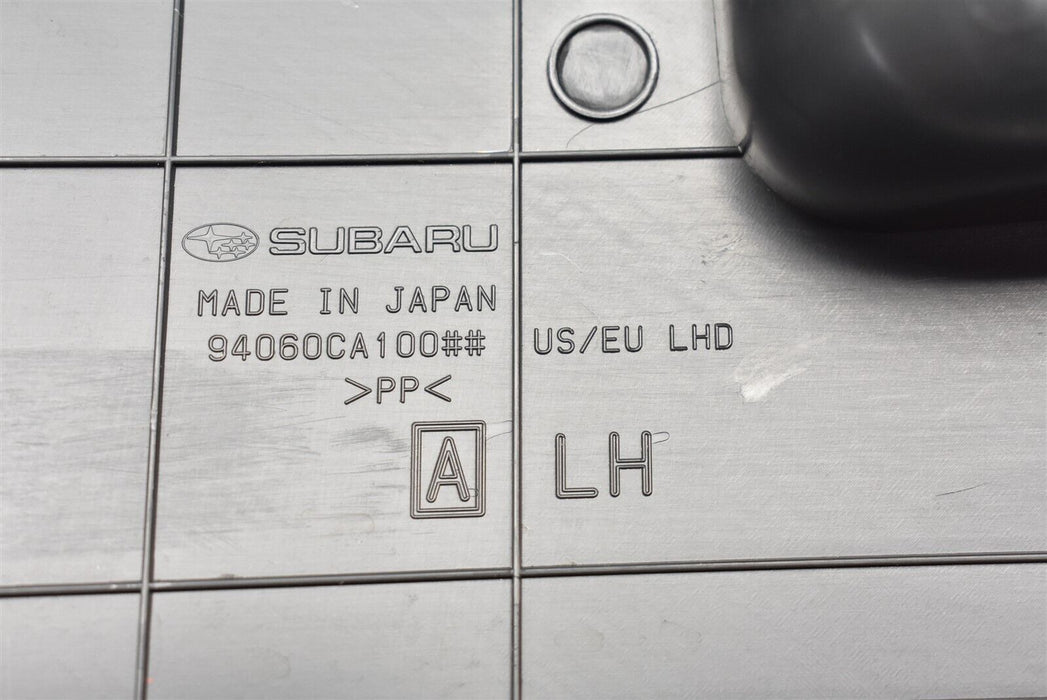 SUBARU
MADE IN JAPAN
94060CA100## US/EU LHD
>PP<
A LH